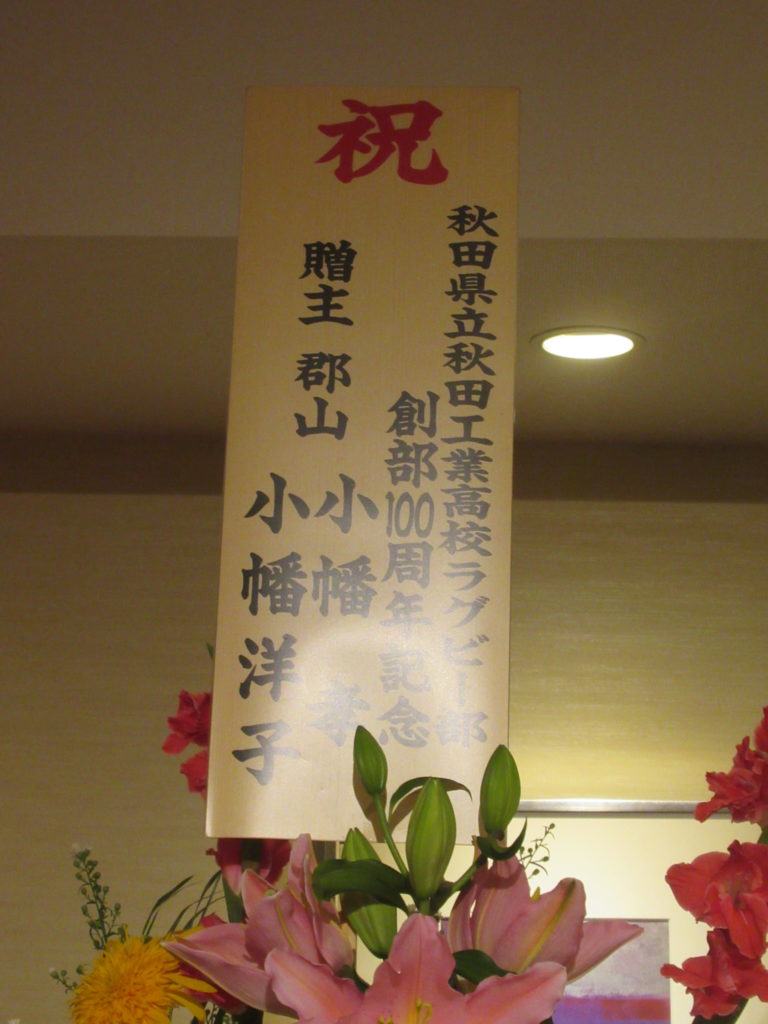 祝
秋田県立秋田工業高校ラグビー部
創部100周年記念
贈主 郡山 小幡 孝
小幡洋子